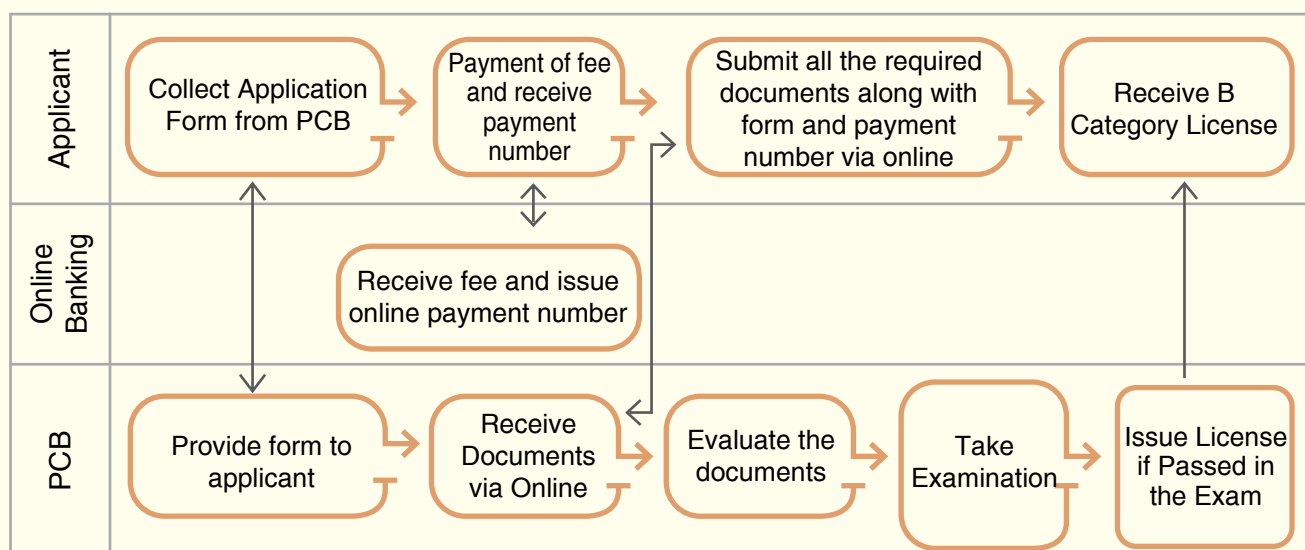 Applicant
Collect Application
Form from PCB
Payment of fee
and receive
payment
number
Submit all the required
documents along with
form and payment
number via online
Receive B
Category License
Online
Banking
Receive fee and issue
online payment number
PCB
Provide form to
applicant
Receive
Documents
via Online
Evaluate the
documents
Take
Examination
Issue License
if Passed in
the Exam